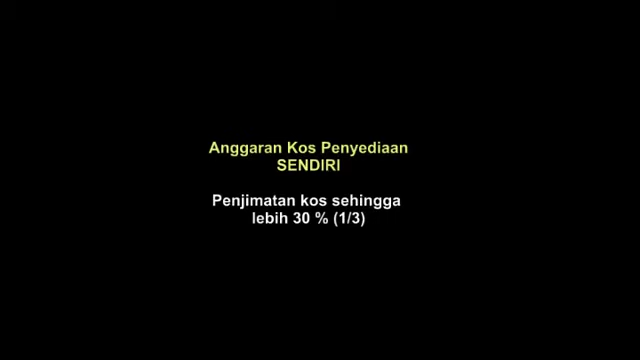 Anggaran Kos Penyediaan
SENDIRI
Penjimatan kos sehingga
lebih 30 % (1/3)